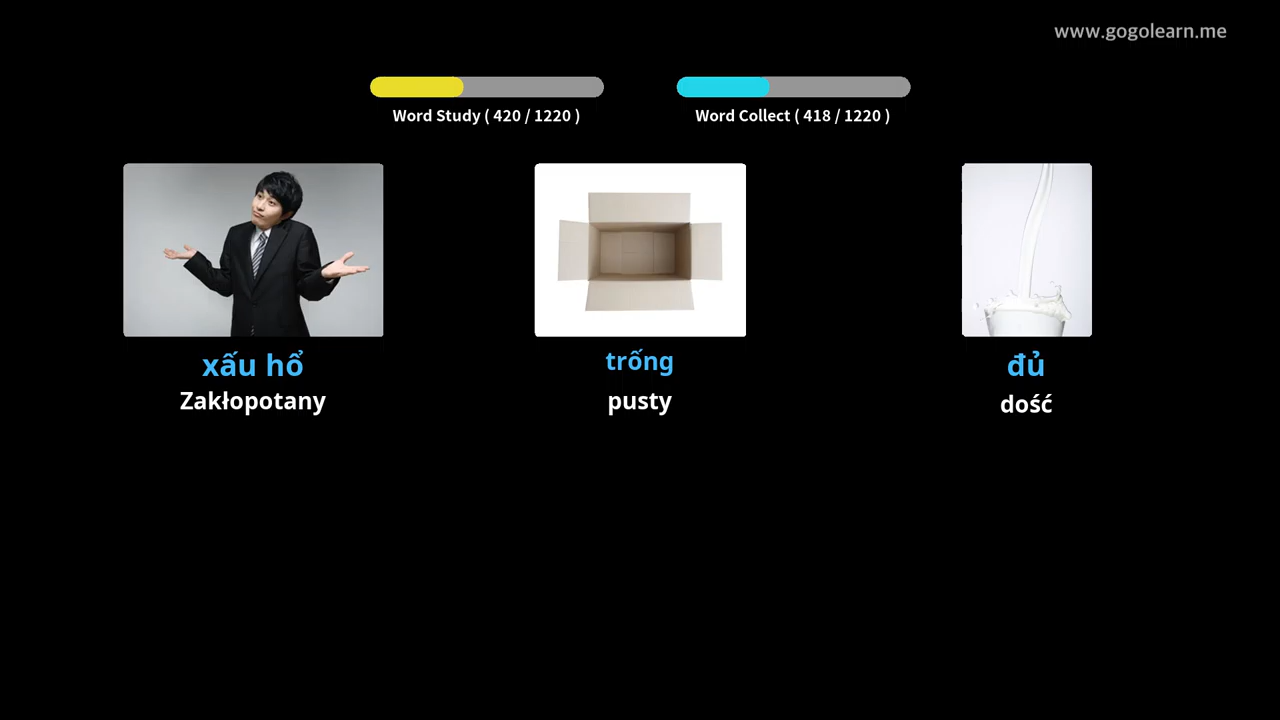 www.gogolearn.me
Word Study ( 420 / 1220 )
Word Collect ( 418 / 1220 )
xấu hổ
Zakłopotany
trống
pusty
đủ
dość